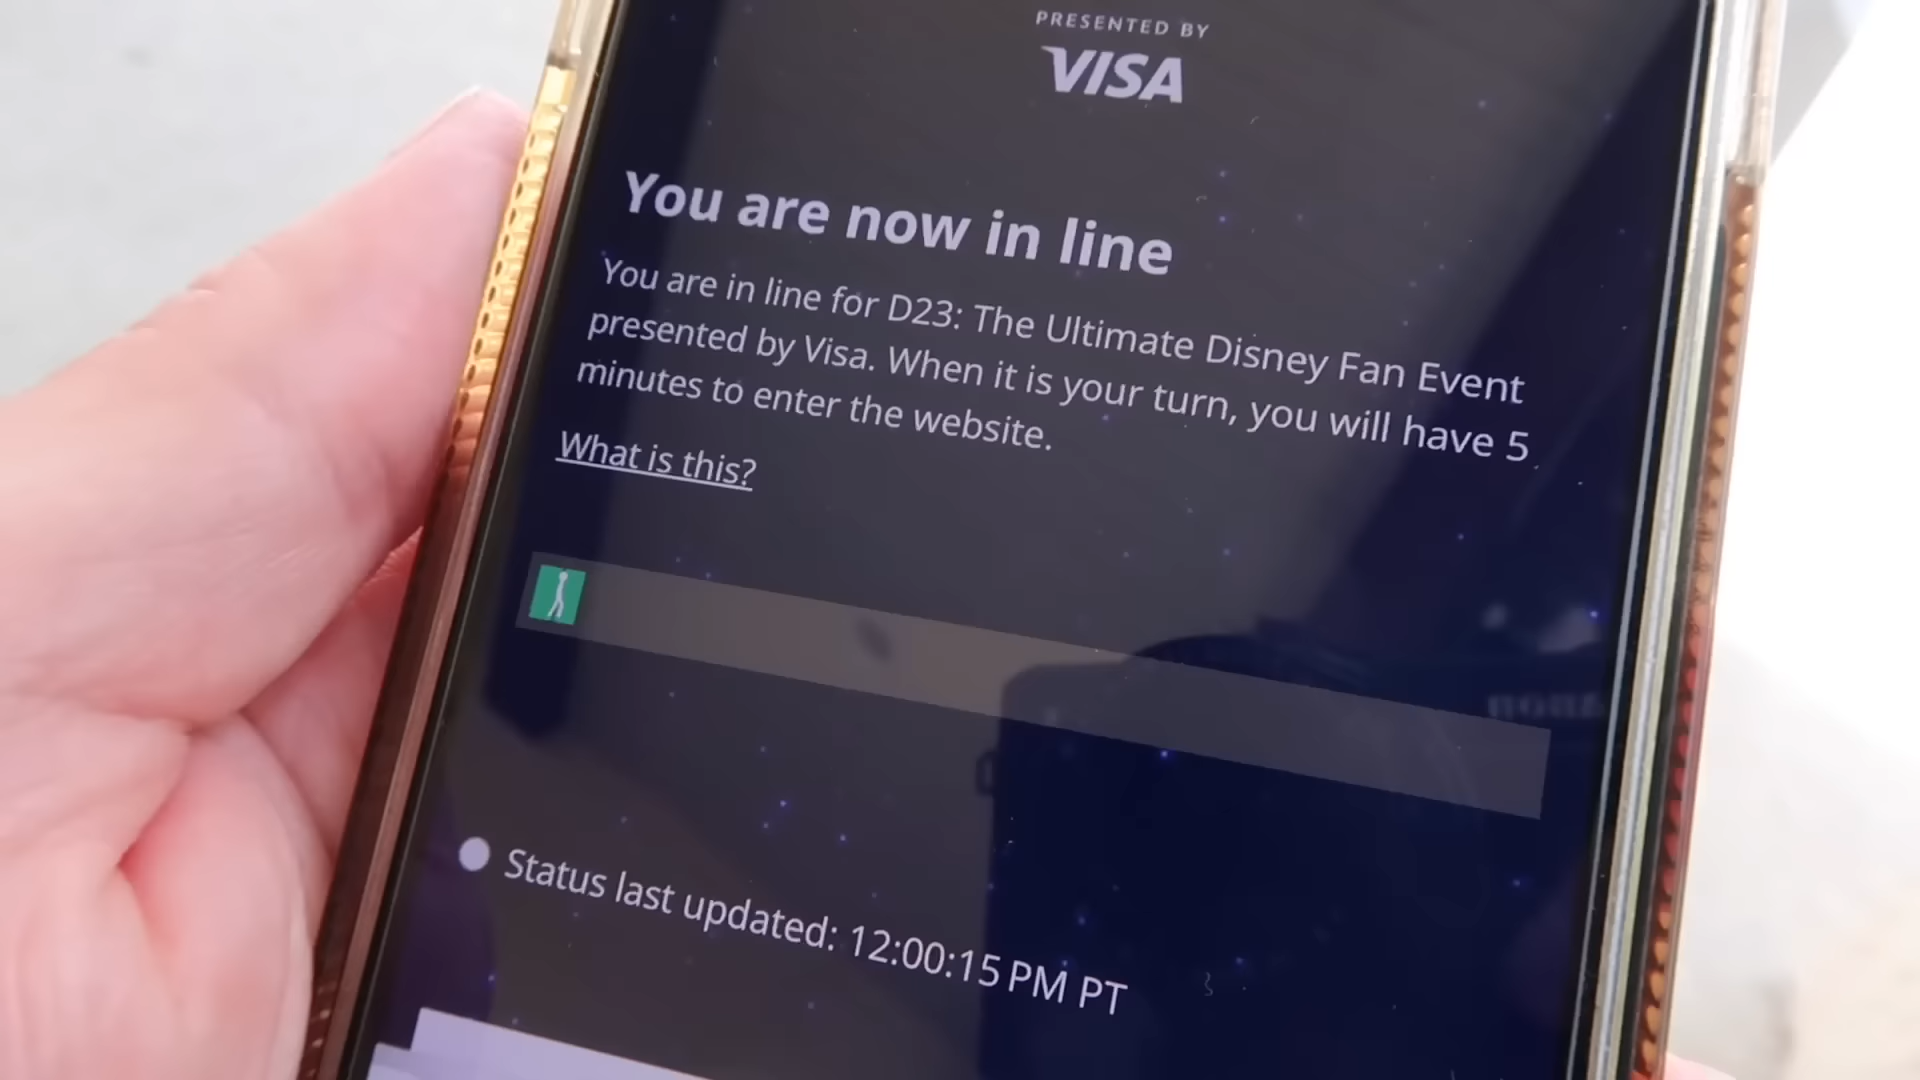 PRESENTED BY
VISA
You are now in line
You are in line for D23: The Ultimate Disney Fan Event
presented by Visa. When it is your turn, you will have 5
minutes to enter the website.
What is this?
Status last updated: 12:00:15 PM PT